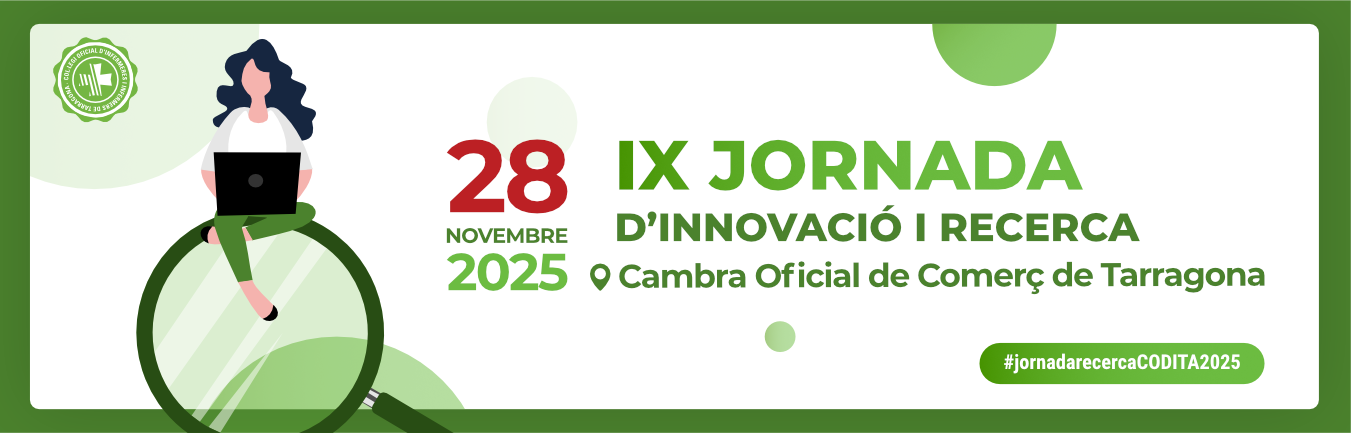 COL·LEGI OFICIAL D'INFERMERES I INFERMERS DE TARRAGONA
28
NOVEMBRE
2025
IX JORNADA
D'INNOVACIÓ I RECERCA
Cambra Oficial de Comerç de Tarragona
#jornadarecercaCODITA2025